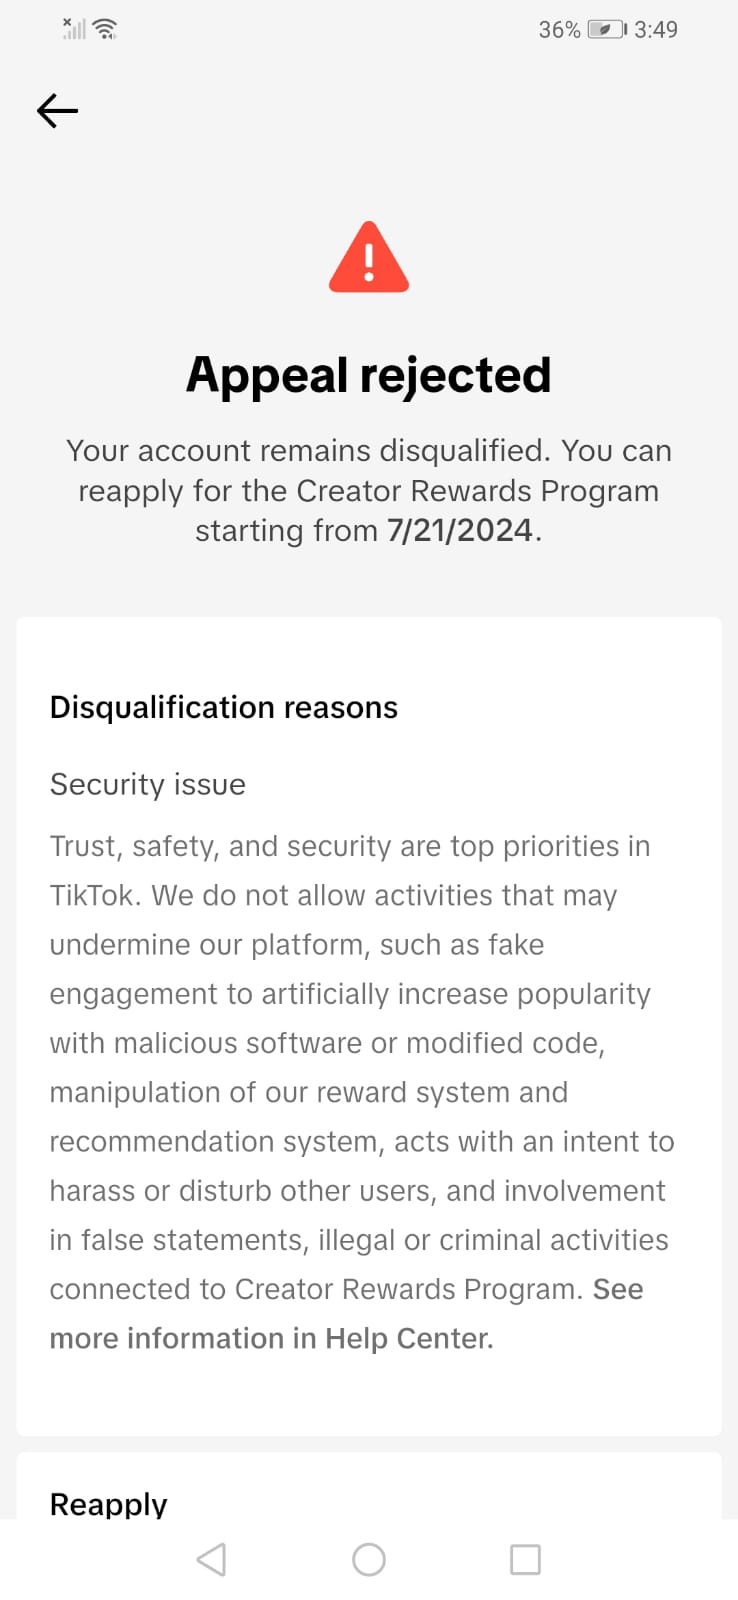 36% 3:49
Appeal rejected
Your account remains disqualified. You can
reapply for the Creator Rewards Program
starting from 7/21/2024.
Disqualification reasons
Security issue
Trust, safety, and security are top priorities in
TikTok. We do not allow activities that may
undermine our platform, such as fake
engagement to artificially increase popularity
with malicious software or modified code,
manipulation of our reward system and
recommendation system, acts with an intent to
harass or disturb other users, and involvement
in false statements, illegal or criminal activities
connected to Creator Rewards Program. See
more information in Help Center.
Reapply